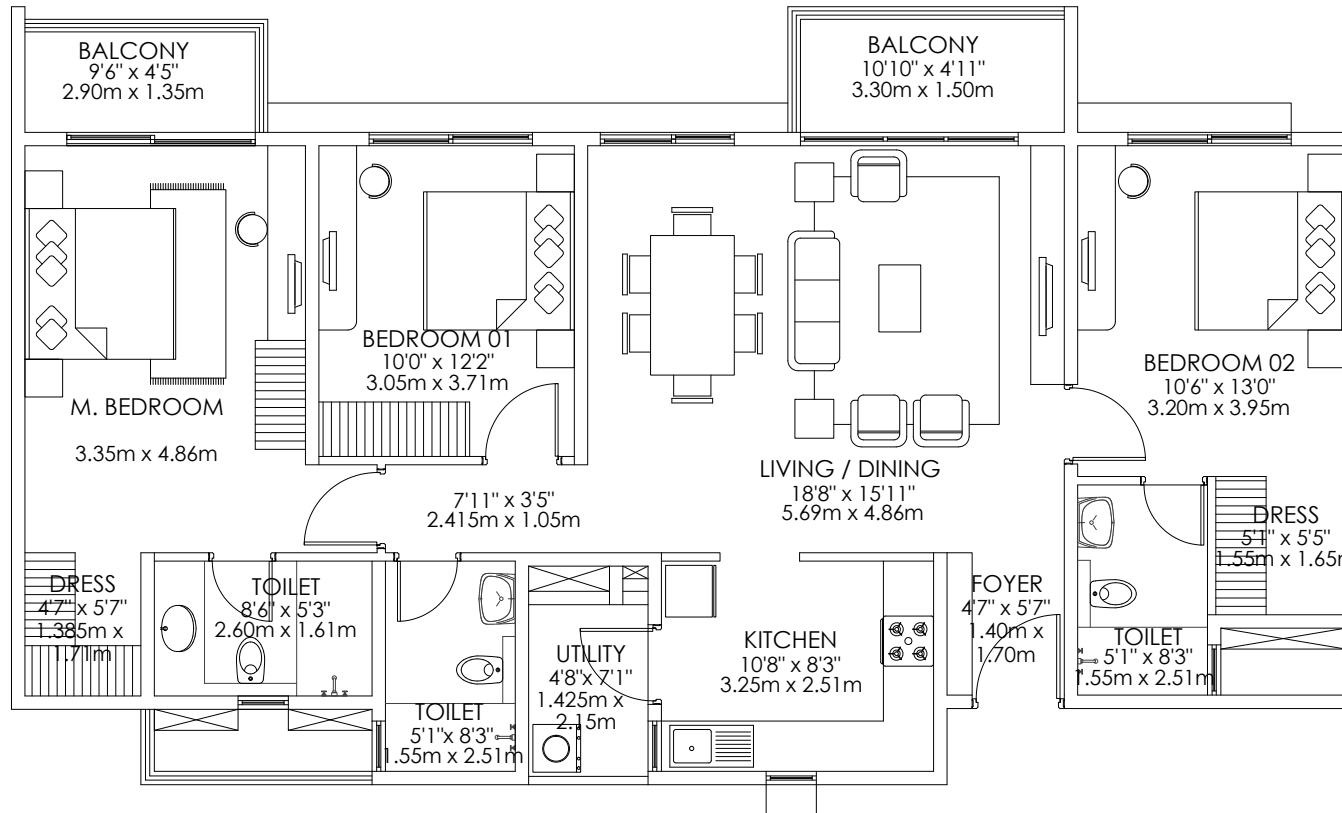 BALCONY
9'6" x 4'5"
2.90m x 1.35m
BALCONY
10'10" x 4'11"
3.30m x 1.50m
M. BEDROOM
3.35m x 4.86m
BEDROOM 01
10'0" x 12'2"
3.05m x 3.71m
BEDROOM 02
10'6" x 13'0"
3.20m x 3.95m
LIVING / DINING
18'8" x 15'11"
5.69m x 4.86m
7'11" x 3'5"
2.415m x 1.05m
DRESS
5'1" x 5'5"
1.55m x 1.65m
DRESS
4'7" x 5'7"
1.385m x
1.71m
TOILET
8'6" x 5'3"
2.60m x 1.61m
FOYER
4'7" x 5'7"
1.40m x
1.70m
KITCHEN
10'8" x 8'3"
3.25m x 2.51m
UTILITY
4'8" x 7'1"
1.425m x
2.15m
TOILET
5'1" x 8'3"
1.55m x 2.51m
TOILET
5'1"x 8'3"
1.55m x 2.51m